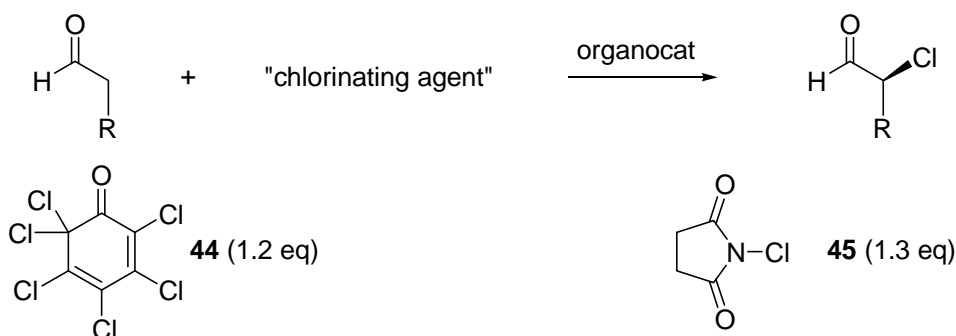 O
H
R
+
"chlorinating agent"
organocat
O
H
Cl
R
O
Cl
Cl
Cl
Cl
Cl
Cl
44 (1.2 eq)
O
N
Cl
O
45 (1.3 eq)